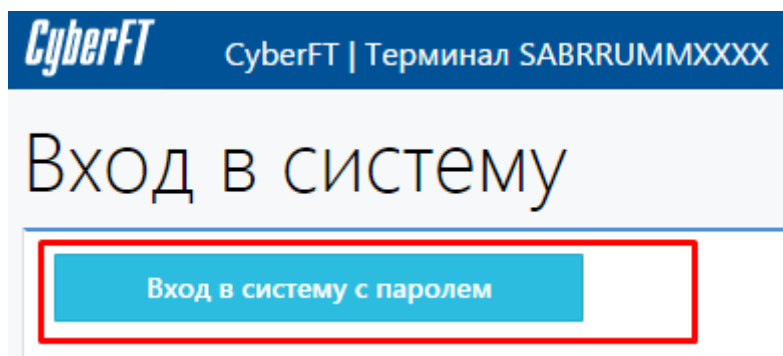 CyberFT CyberFT | Терминал SABRRUMMXXXX
Вход в систему
Вход в систему с паролем